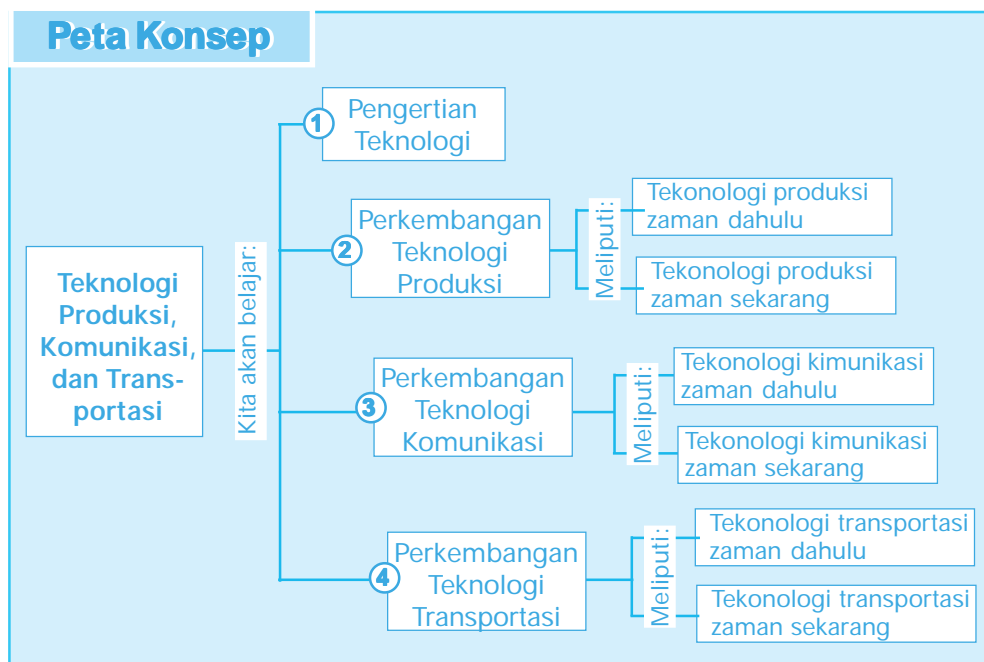 Peta Konsep
Teknologi
Produksi,
Komunikasi,
dan Trans-
portasi
Kita akan belajar:
1
Pengertian
Teknologi
2
Perkembangan
Teknologi
Produksi
Meliputi:
Tekonologi produksi
zaman dahulu
Tekonologi produksi
zaman sekarang
3
Perkembangan
Teknologi
Komunikasi
Meliputi:
Tekonologi kimunikasi
zaman dahulu
Tekonologi kimunikasi
zaman sekarang
4
Perkembangan
Teknologi
Transportasi
Meliputi:
Tekonologi transportasi
zaman dahulu
Tekonologi transportasi
zaman sekarang